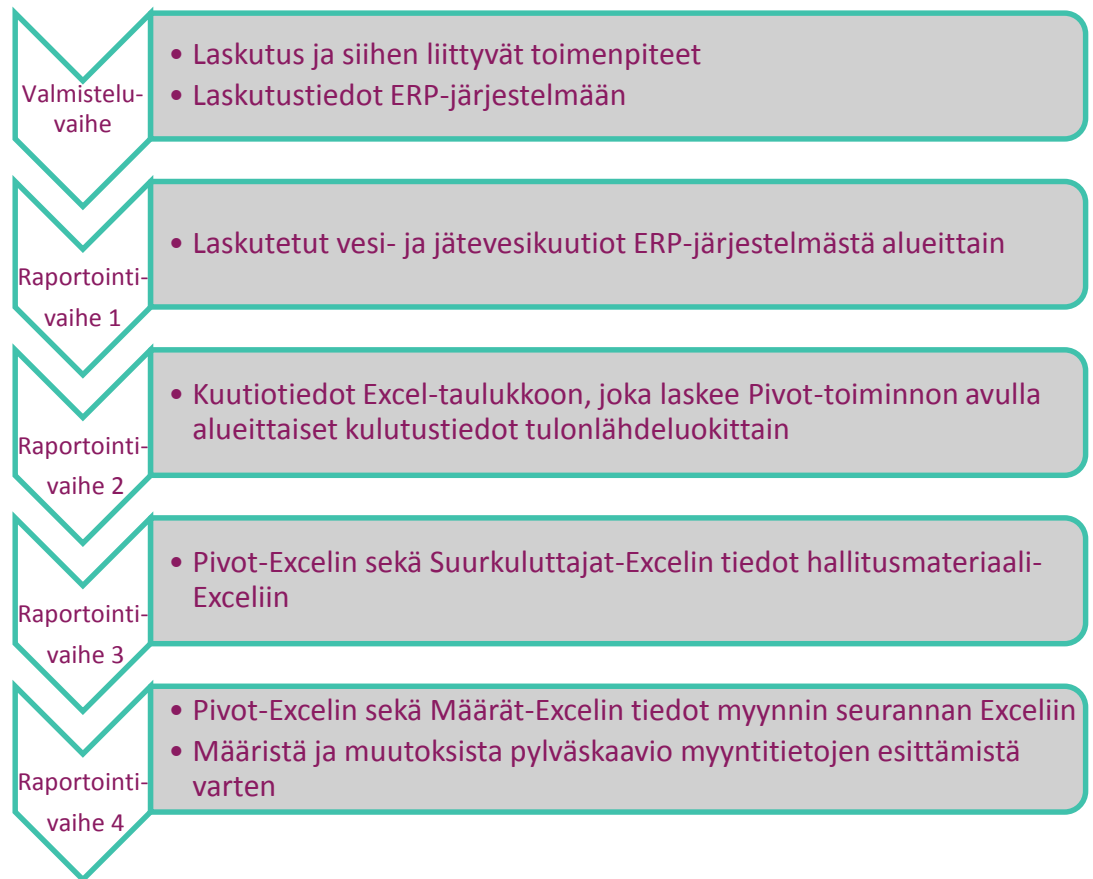 Valmistelu-
vaihe
• Laskutus ja siihen liittyvät toimenpiteet
• Laskutustiedot ERP-järjestelmään
Raportointi-
vaihe 1
• Laskutetut vesi- ja jätevesikuutiot ERP-järjestelmästä alueittain
Raportointi-
vaihe 2
• Kuutiotiedot Excel-taulukkoon, joka laskee Pivot-toiminnon avulla
alueittaiset kulutustiedot tulonlähdeluokittain
Raportointi-
vaihe 3
• Pivot-Excelin sekä Suurkuluttajat-Excelin tiedot hallitusmateriaali-
Exceliin
Raportointi-
vaihe 4
• Pivot-Excelin sekä Määrät-Excelin tiedot myynnin seurannan Exceliin
• Määristä ja muutoksista pylväskaavio myyntitietojen esittämistä
varten